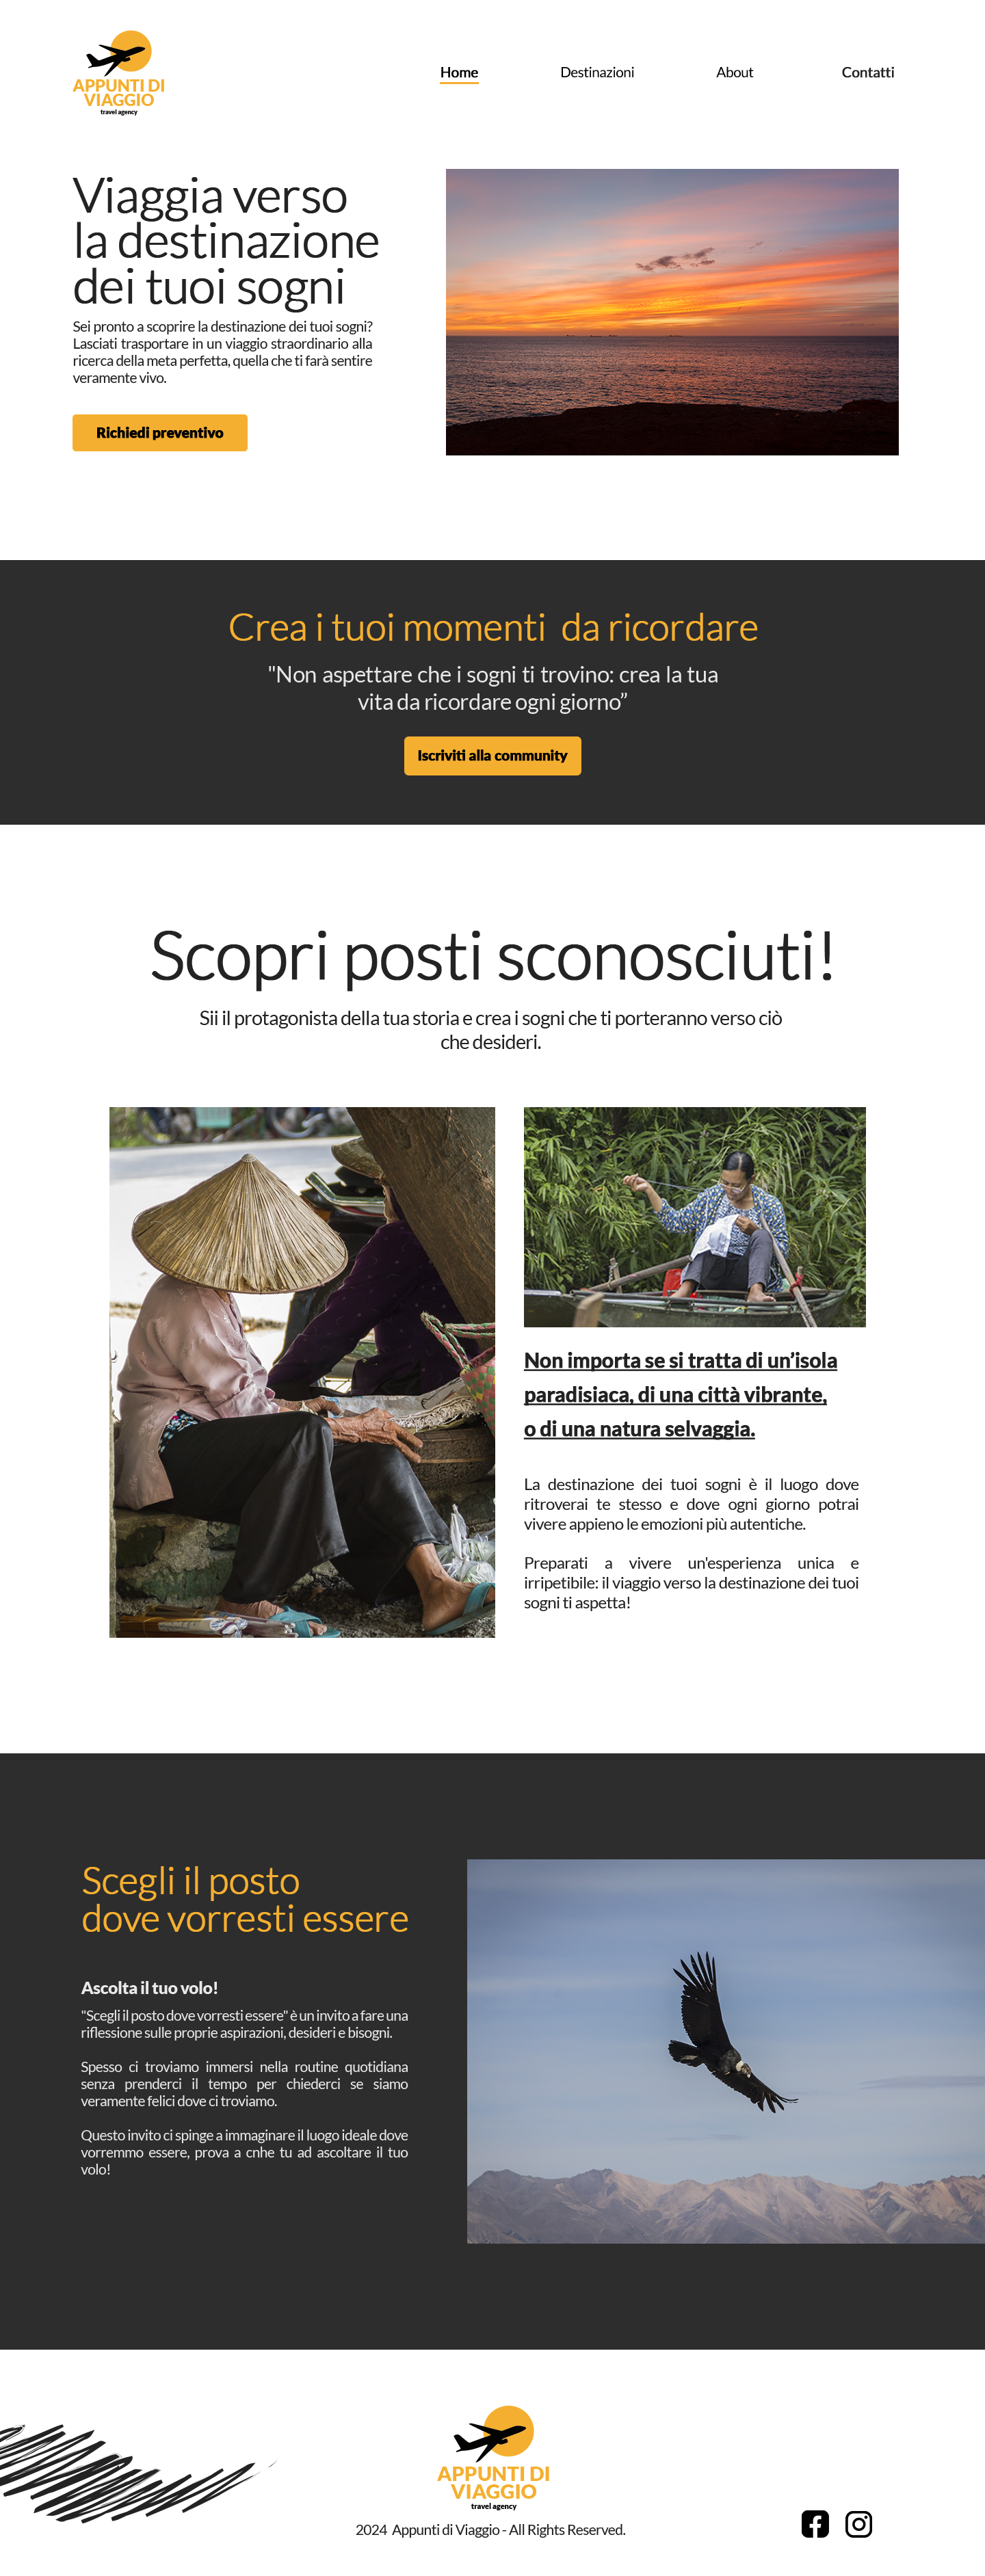 APPUNTI DI
VIAGGIO
travel agency
Home
Destinazioni
About
Contatti
Viaggia verso
la destinazione
dei tuoi sogni
Sei pronto a scoprire la destinazione dei tuoi sogni?
Lasciati trasportare in un viaggio straordinario alla
ricerca della meta perfetta, quella che ti farà sentire
veramente vivo.
Richiedi preventivo
Crea i tuoi momenti  da ricordare
"Non aspettare che i sogni ti trovino: crea la tua
vita da ricordare ogni giorno”
Iscriviti alla community
Scopri posti sconosciuti!
Sii il protagonista della tua storia e crea i sogni che ti porteranno verso ciò
che desideri.
Non importa se si tratta di un’isola
paradisiaca, di una città vibrante,
o di una natura selvaggia.
La destinazione dei tuoi sogni è il luogo dove
ritroverai te stesso e dove ogni giorno potrai
vivere appieno le emozioni più autentiche.
Preparati a vivere un'esperienza unica e
irripetibile: il viaggio verso la destinazione dei tuoi
sogni ti aspetta!
Scegli il posto
dove vorresti essere
Ascolta il tuo volo!
"Scegli il posto dove vorresti essere" è un invito a fare una
riflessione sulle proprie aspirazioni, desideri e bisogni.
Spesso ci troviamo immersi nella routine quotidiana
senza prenderci il tempo per chiederci se siamo
veramente felici dove ci troviamo.
Questo invito ci spinge a immaginare il luogo ideale dove
vorremmo essere, prova a cnhe tu ad ascoltare il tuo
volo!
APPUNTI DI
VIAGGIO
travel agency
2024  Appunti di Viaggio - All Rights Reserved.